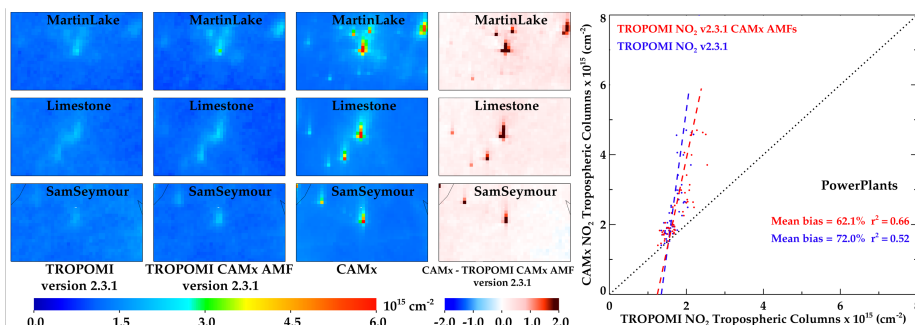 MartinLake MartinLake MartinLake MartinLake
Limestone Limestone Limestone Limestone
SamSeymour SamSeymour SamSeymour SamSeymour
TROPOMI
version 2.3.1
TROPOMI CAMx AMF
version 2.3.1
CAMx
CAMx - TROPOMI CAMx AMF
version 2.3.1
10¹⁵ cm⁻²
0.0 1.5 3.0 4.5 6.0
-2.0 -1.0 0.0 1.0 2.0
CAMx NO₂ Tropospheric Columns x 10¹⁵ (cm⁻²)
8
6
4
2
0
TROPOMI NO₂ v2.3.1 CAMx AMFs
TROPOMI NO₂ v2.3.1
PowerPlants
Mean bias = 62.1% r² = 0.66
Mean bias = 72.0% r² = 0.52
0 2 4 6 8
TROPOMI NO₂ Tropospheric Columns x 10¹⁵ (cm⁻²)